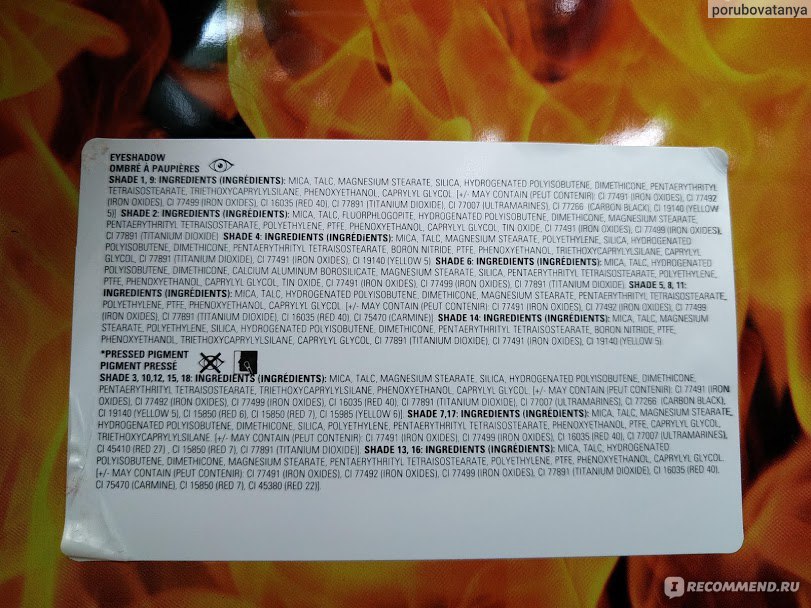 porubovatanya
EYESHADOW
OMBRÉ À PAUPIÈRES
SHADE 1, 9: INGREDIENTS (INGRÉDIENTS): MICA, TALC, MAGNESIUM STEARATE, SILICA, HYDROGENATED POLYISOBUTENE, DIMETHICONE, PENTAERYTHRITYL
TETRAISOSTEARATE, TRIETHOXYCAPRYLYLSILANE, PHENOXYETHANOL, CAPRYLYL GLYCOL [+/- MAY CONTAIN (PEUT CONTENIR): CI 77491 (IRON OXIDES), CI 77492
(IRON OXIDES), CI 77499 (IRON OXIDES), CI 16035 (RED 40), CI 77891 (TITANIUM DIOXIDE), CI 77007 (ULTRAMARINES), CI 77266 (CARBON BLACK), CI 19140 (YELLOW
5)] SHADE 2: INGREDIENTS (INGRÉDIENTS): MICA, TALC, FLUORPHLOGOPITE, HYDROGENATED POLYISOBUTENE, DIMETHICONE, MAGNESIUM STEARATE,
PENTAERYTHRITYL TETRAISOSTEARATE, POLYETHYLENE, PTFE, PHENOXYETHANOL, CAPRYLYL GLYCOL, TIN OXIDE, CI 77491 (IRON OXIDES), CI 77499 (IRON OXIDES),
CI 77891 (TITANIUM DIOXIDE) SHADE 4: INGREDIENTS (INGRÉDIENTS): MICA, TALC, MAGNESIUM STEARATE, POLYETHYLENE, SILICA, HYDROGENATED
POLYISOBUTENE, DIMETHICONE, PENTAERYTHRITYL TETRAISOSTEARATE, BORON NITRIDE, PTFE, PHENOXYETHANOL, TRIETHOXYCAPRYLYLSILANE, CAPRYLYL
GLYCOL, CI 77891 (TITANIUM DIOXIDE), CI 77491 (IRON OXIDES), CI 19140 (YELLOW 5) SHADE 6: INGREDIENTS (INGRÉDIENTS): MICA, TALC, HYDROGENATED
POLYISOBUTENE, DIMETHICONE, CALCIUM ALUMINUM BOROSILICATE, MAGNESIUM STEARATE, SILICA, PENTAERYTHRITYL TETRAISOSTEARATE, POLYETHYLENE,
PTFE, PHENOXYETHANOL, CAPRYLYL GLYCOL, TIN OXIDE, CI 77491 (IRON OXIDES), CI 77499 (IRON OXIDES), CI 77891 (TITANIUM DIOXIDE). SHADE 5, 8, 11:
INGREDIENTS (INGRÉDIENTS): MICA, TALC, HYDROGENATED POLYISOBUTENE, DIMETHICONE, MAGNESIUM STEARATE, PENTAERYTHRITYL TETRAISOSTEARATE,
POLYETHYLENE, PTFE, PHENOXYETHANOL, CAPRYLYL GLYCOL [+/- MAY CONTAIN (PEUT CONTENIR): CI 77491 (IRON OXIDES), CI 77492 (IRON OXIDES), CI 77499
(IRON OXIDES), CI 77891 (TITANIUM DIOXIDE), CI 16035 (RED 40), CI 75470 (CARMINE)] SHADE 14: INGREDIENTS (INGRÉDIENTS): MICA, TALC, MAGNESIUM
STEARATE, POLYETHYLENE, SILICA, HYDROGENATED POLYISOBUTENE, DIMETHICONE, PENTAERYTHRITYL TETRAISOSTEARATE, BORON NITRIDE, PTFE,
PHENOXYETHANOL, TRIETHOXYCAPRYLYLSILANE, CAPRYLYL GLYCOL, CI 77891 (TITANIUM DIOXIDE), CI 77491 (IRON OXIDES), CI 19140 (YELLOW 5).
*PRESSED PIGMENT
PIGMENT PRESSÉ
SHADE 3, 10,12, 15, 18: INGREDIENTS (INGRÉDIENTS): MICA, TALC, MAGNESIUM STEARATE, SILICA, HYDROGENATED POLYISOBUTENE, DIMETHICONE,
PENTAERYTHRITYL TETRAISOSTEARATE, TRIETHOXYCAPRYLYLSILANE, PHENOXYETHANOL, CAPRYLYL GLYCOL [+/- MAY CONTAIN (PEUT CONTENIR): CI 77491 (IRON
OXIDES), CI 77492 (IRON OXIDES), CI 77499 (IRON OXIDES), CI 16035 (RED 40), CI 77891 (TITANIUM DIOXIDE), CI 77007 (ULTRAMARINES), CI 77266 (CARBON BLACK),
CI 19140 (YELLOW 5), CI 15850 (RED 6), CI 15850 (RED 7), CI 15985 (YELLOW 6)] SHADE 7,17: INGREDIENTS (INGRÉDIENTS): MICA, TALC, MAGNESIUM STEARATE,
HYDROGENATED POLYISOBUTENE, DIMETHICONE, SILICA, POLYETHYLENE, PENTAERYTHRITYL TETRAISOSTEARATE, PHENOXYETHANOL, PTFE, CAPRYLYL GLYCOL,
TRIETHOXYCAPRYLYLSILANE, [+/- MAY CONTAIN (PEUT CONTENIR): CI 77491 (IRON OXIDES), CI 77499 (IRON OXIDES), CI 16035 (RED 40), CI 77007 (ULTRAMARINES),
CI 45410 (RED 27) , CI 15850 (RED 7), CI 77891 (TITANIUM DIOXIDE)] SHADE 13, 16: INGREDIENTS (INGRÉDIENTS): MICA, TALC, HYDROGENATED
POLYISOBUTENE, DIMETHICONE, MAGNESIUM STEARATE, PENTAERYTHRITYL TETRAISOSTEARATE, POLYETHYLENE, PTFE, PHENOXYETHANOL, CAPRYLYL GLYCOL.
[+/- MAY CONTAIN (PEUT CONTENIR): CI 77491 (IRON OXIDES), CI 77492 (IRON OXIDES), CI 77499 (IRON OXIDES), CI 77891 (TITANIUM DIOXIDE), CI 16035 (RED 40),
CI 75470 (CARMINE), CI 15850 (RED 7), CI 45380 (RED 22)]
I RECOMMEND.RU